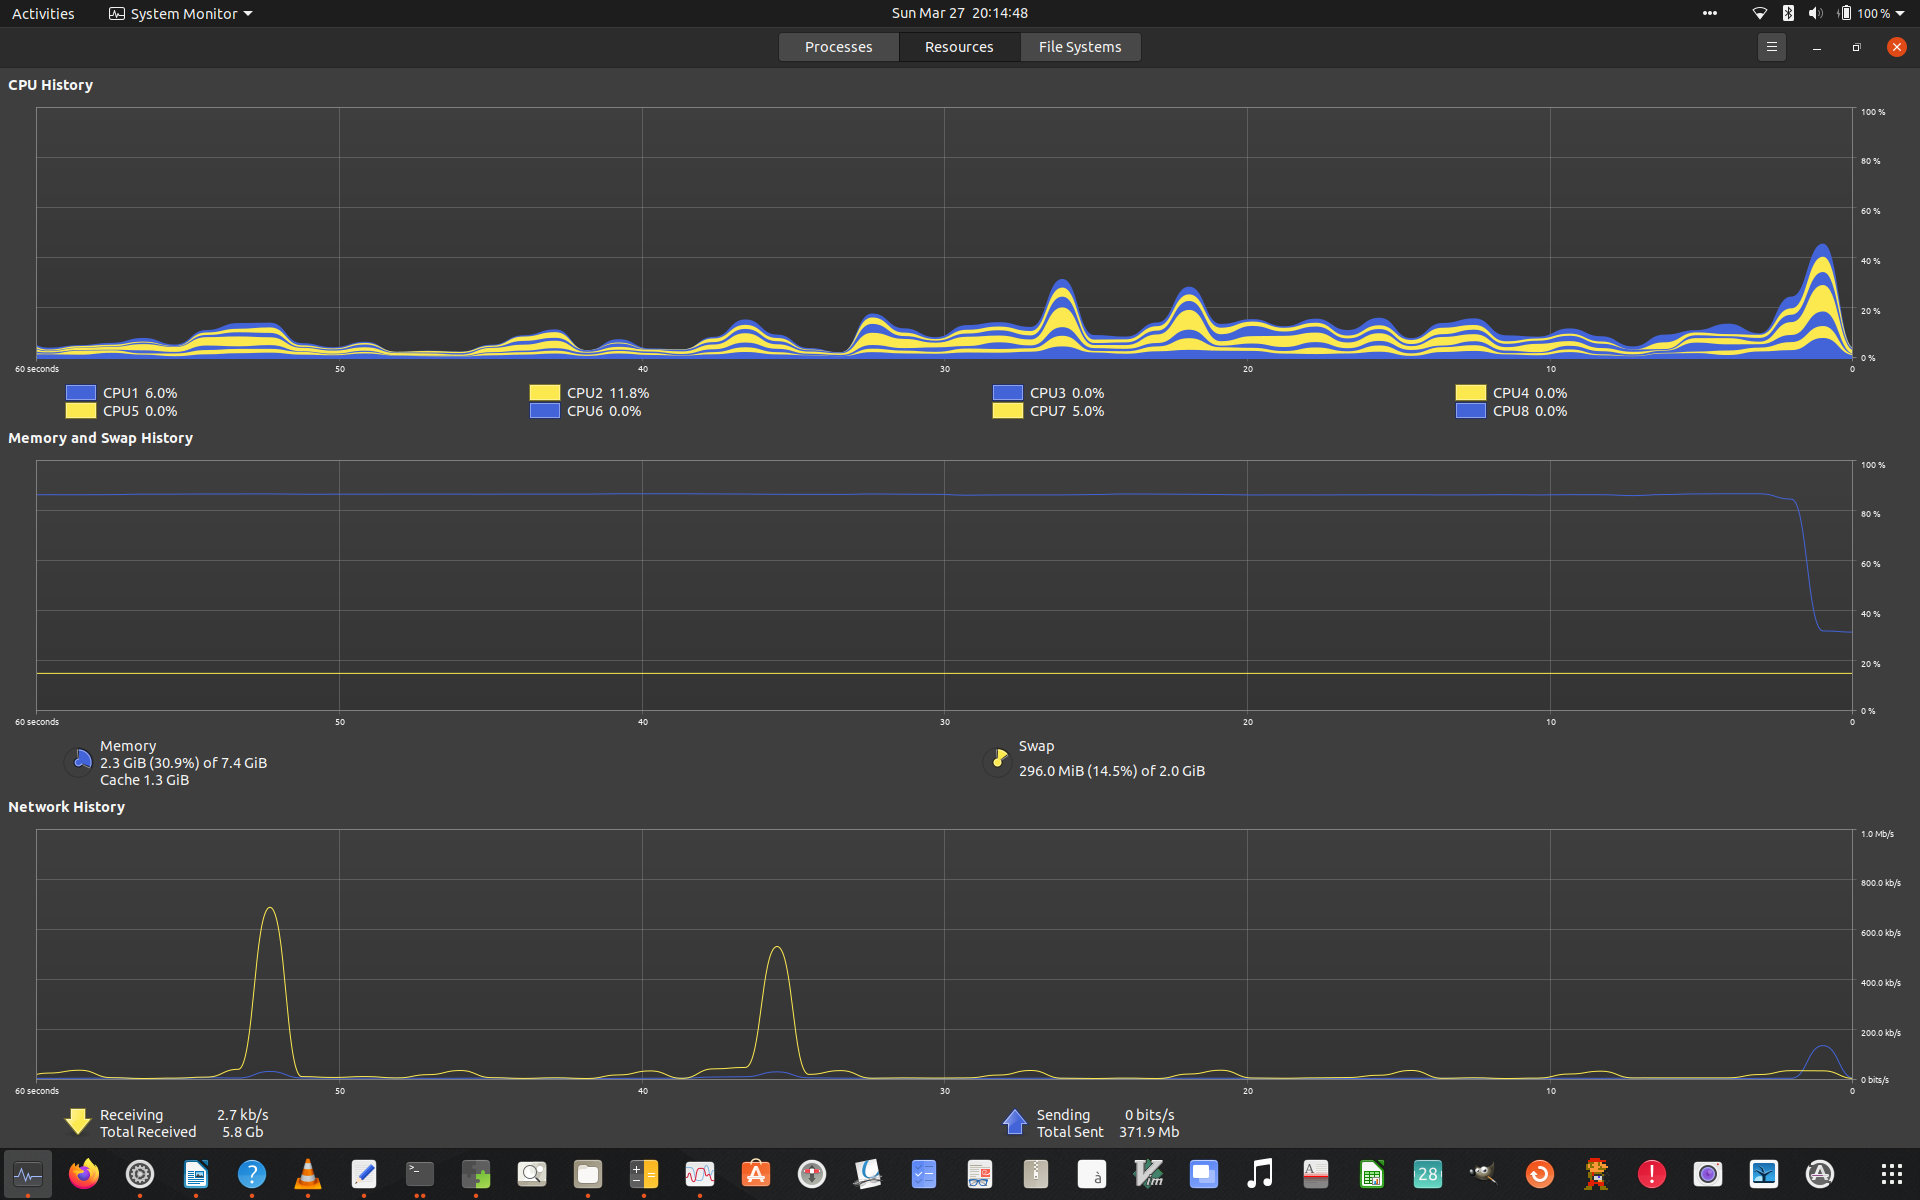 Activities System Monitor Sun Mar 27 20:14:48 100 %
Processes Resources File Systems
CPU History
100 %
80 %
60 %
40 %
20 %
0 %
60 seconds 50 40 30 20 10 0
CPU1 6.0% CPU2 11.8% CPU3 0.0% CPU4 0.0%
CPU5 0.0% CPU6 0.0% CPU7 5.0% CPU8 0.0%
Memory and Swap History
100 %
80 %
60 %
40 %
20 %
0 %
60 seconds 50 40 30 20 10 0
Memory
2.3 GiB (30.9%) of 7.4 GiB
Cache 1.3 GiB
Swap
296.0 MiB (14.5%) of 2.0 GiB
Network History
1.0 Mb/s
800.0 kb/s
600.0 kb/s
400.0 kb/s
200.0 kb/s
0 bits/s
60 seconds 50 40 30 20 10 0
Receiving 2.7 kb/s
Total Received 5.8 Gb
Sending 0 bits/s
Total Sent 371.9 Mb
? >_ à Vim A 28 !